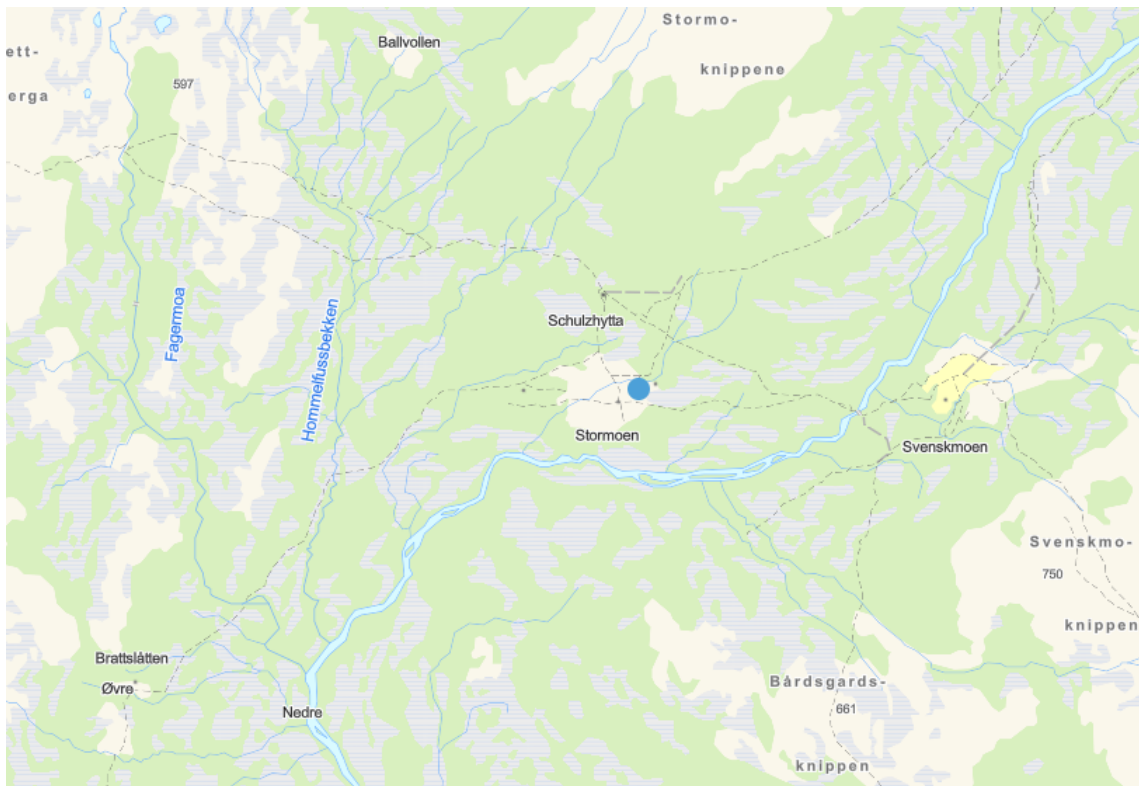 Stormo-
knippene
Ballvollen
ett-
erga
597
Fagermoa
Hommelfussbekken
Schulzhytta
Stormoen
Svenskmoen
Svenskmo-
750
knippen
Brattslåtten
Øvre
Nedre
Bårdsgards-
661
knippen